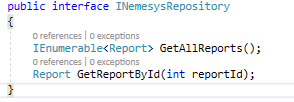 public interface INemesysRepository
{
0 references | 0 exceptions
IEnumerable<Report> GetAllReports();
0 references | 0 exceptions
Report GetReportById(int reportId);
}